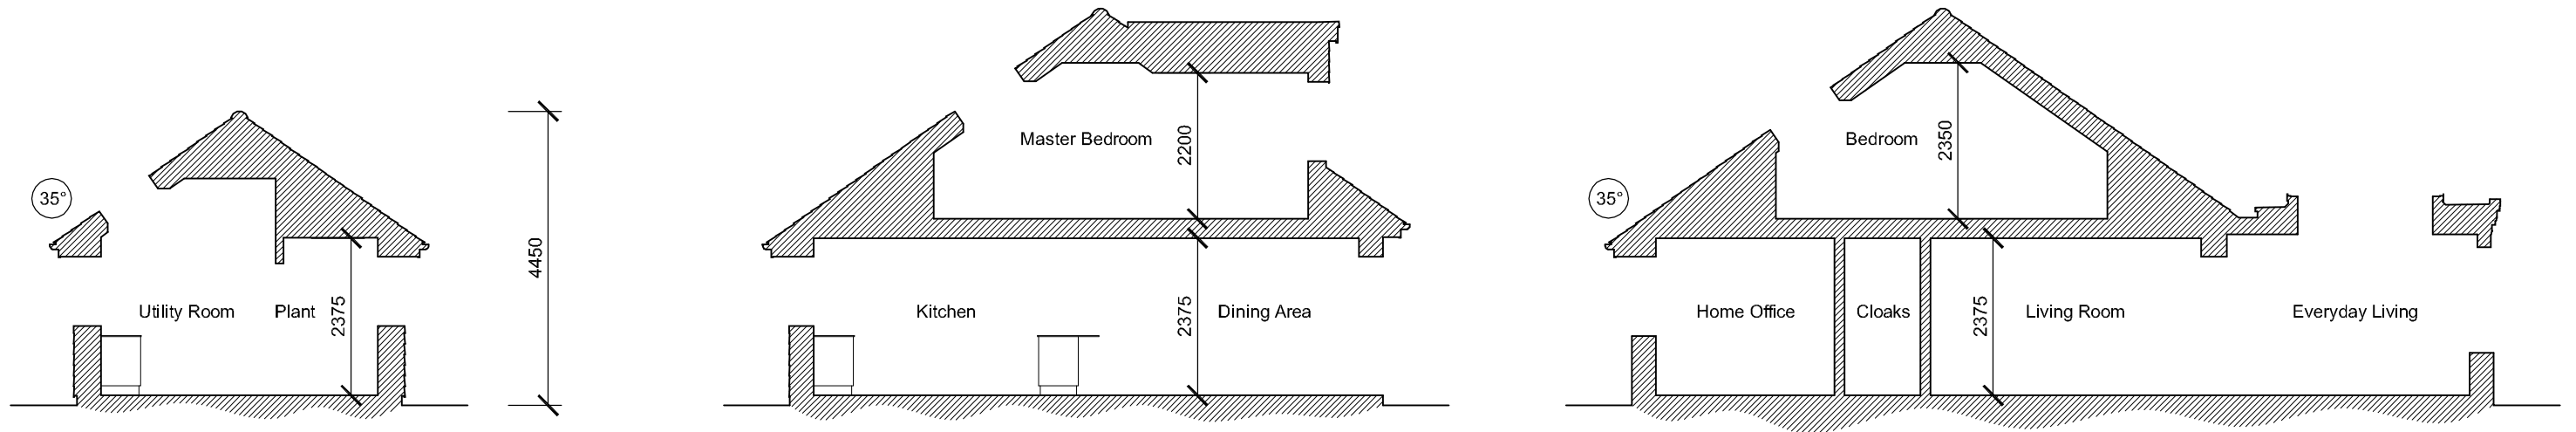 35°
Utility Room
Plant
2375
4450
Master Bedroom
2200
Kitchen
2375
Dining Area
35°
Bedroom
2350
Home Office
Cloaks
2375
Living Room
Everyday Living